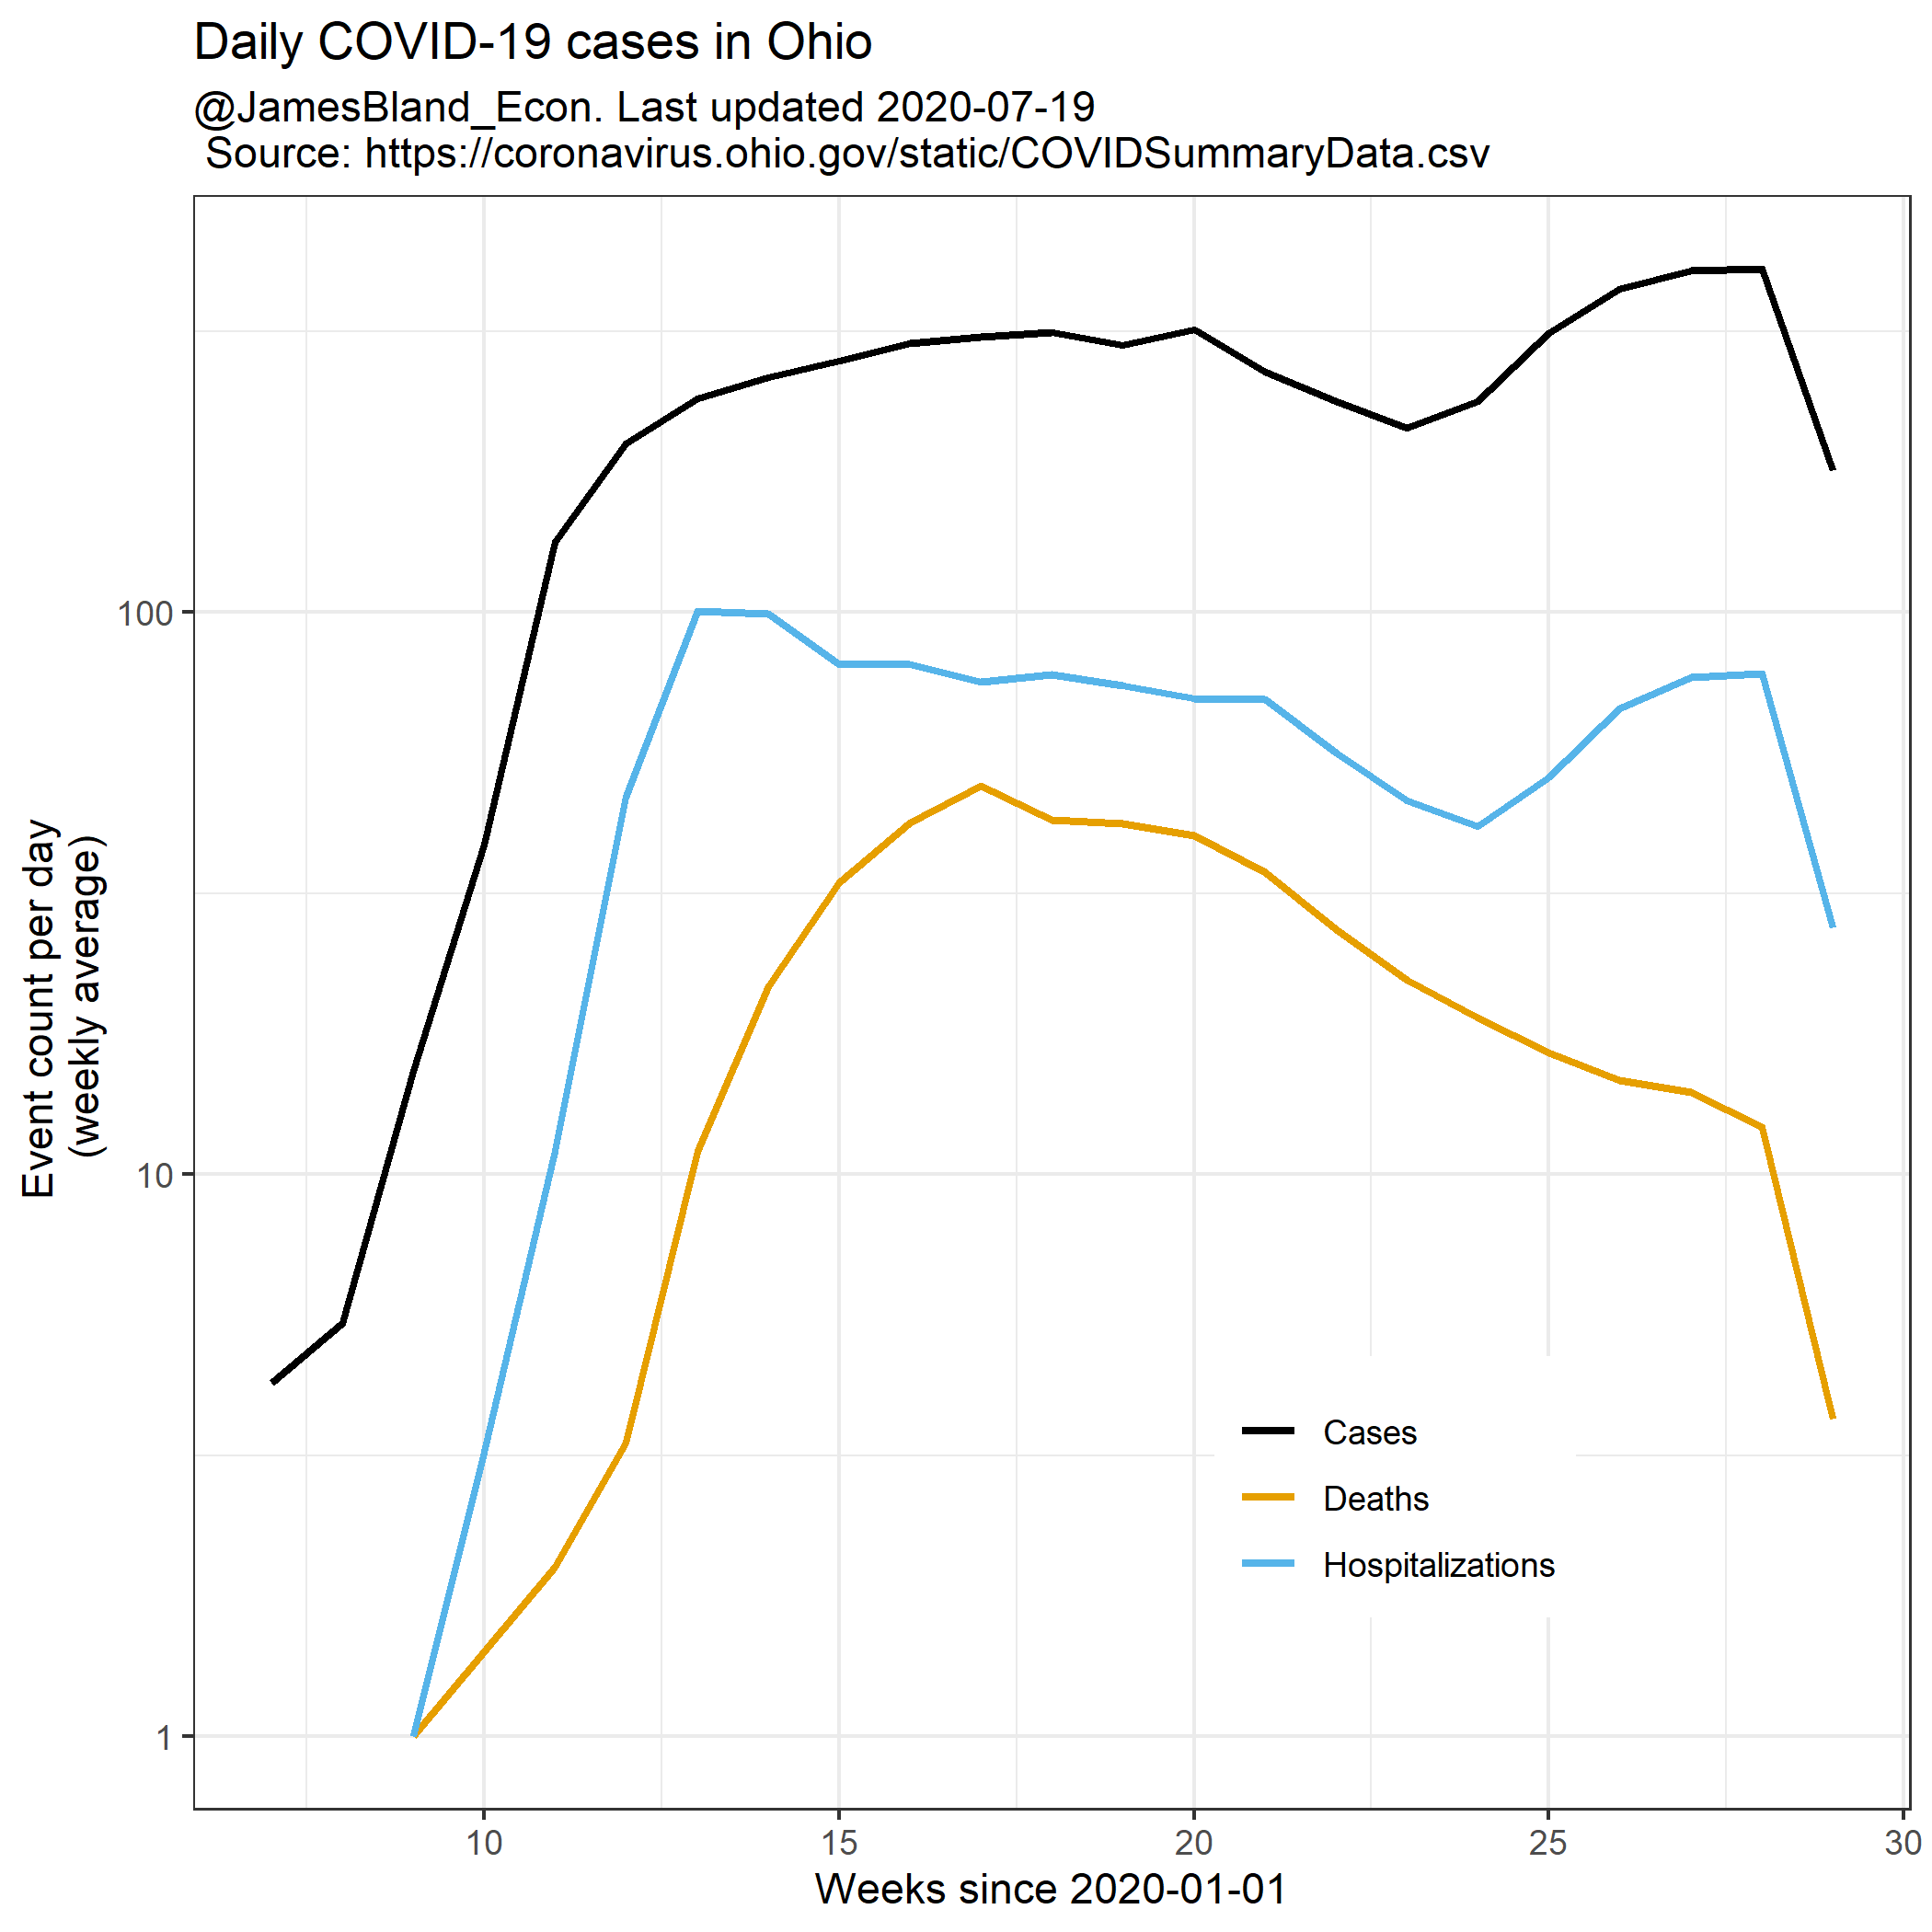 Daily COVID-19 cases in Ohio
@JamesBland_Econ. Last updated 2020-07-19
Source: https://coronavirus.ohio.gov/static/COVIDSummaryData.csv
Event count per day
(weekly average)
100
10
1
Cases
Deaths
Hospitalizations
10 15 20 25 30
Weeks since 2020-01-01